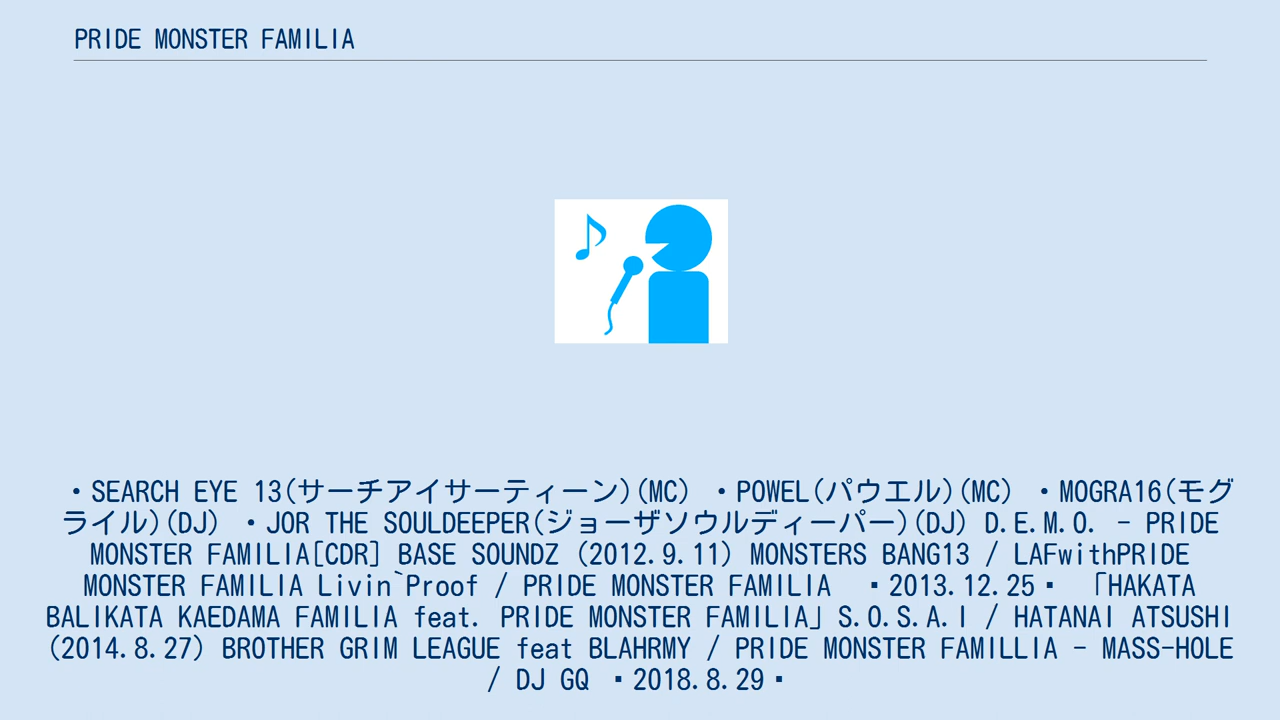 PRIDE MONSTER FAMILIA
・SEARCH EYE 13(サーチアイサーティーン)(MC) ・POWEL(パウエル)(MC) ・MOGRA16(モグ
ライル)(DJ) ・JOR THE SOULDEEPER(ジョーザソウルディーパー)(DJ) D.E.M.O. - PRIDE
MONSTER FAMILIA[CDR] BASE SOUNDZ (2012.9.11) MONSTERS BANG13 / LAFwithPRIDE
MONSTER FAMILIA Livin`Proof / PRIDE MONSTER FAMILIA ▪2013.12.25▪ 「HAKATA
BALIKATA KAEDAMA FAMILIA feat. PRIDE MONSTER FAMILIA」S.O.S.A.I / HATANAI ATSUSHI
(2014.8.27) BROTHER GRIM LEAGUE feat BLAHRMY / PRIDE MONSTER FAMILLIA - MASS-HOLE
/ DJ GQ ▪2018.8.29▪